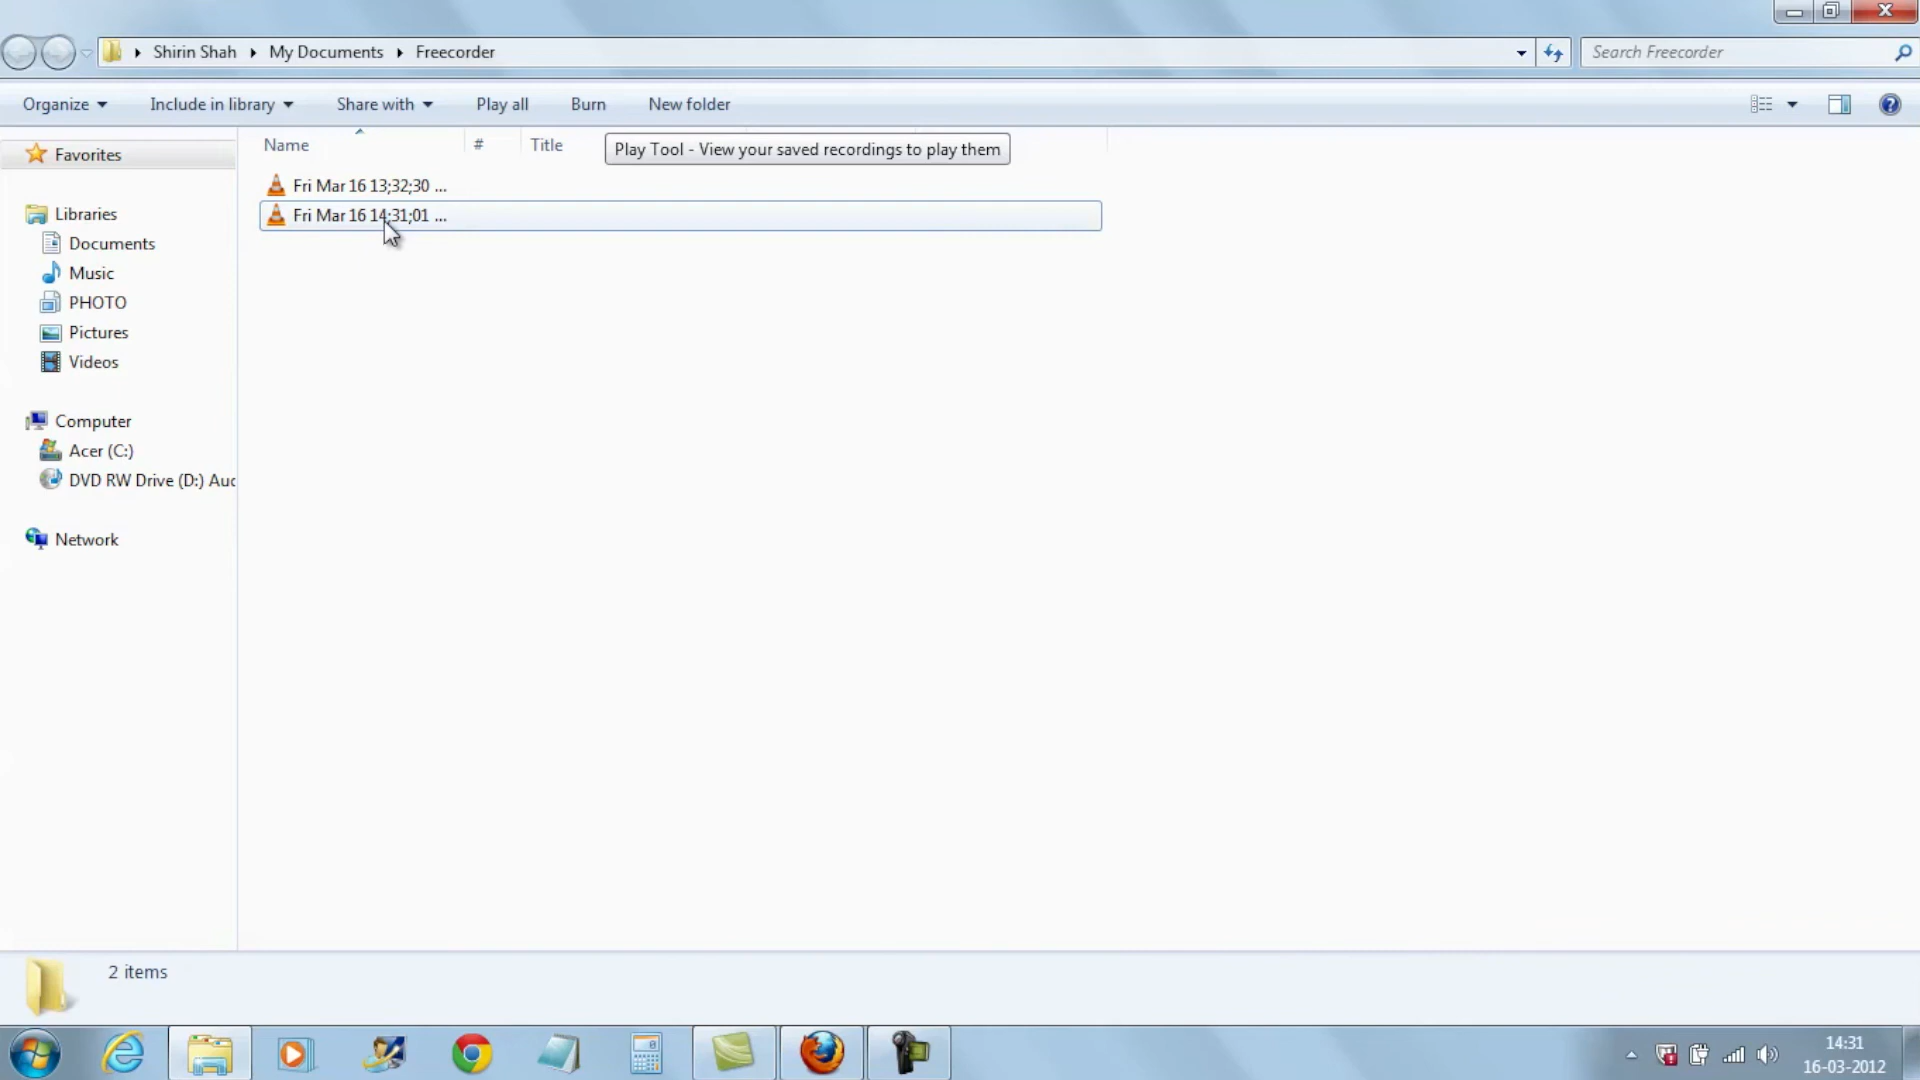 Shirin Shah My Documents Freecorder
Search Freecorder
Organize Include in library Share with Play all Burn New folder
Name # Title
Play Tool - View your saved recordings to play them
Favorites
Fri Mar 16 13;32;30 ...
Fri Mar 16 14;31;01 ...
Libraries
Documents
Music
PHOTO
Pictures
Videos
Computer
Acer (C:)
DVD RW Drive (D:) Auc
Network
2 items
14:31
16-03-2012